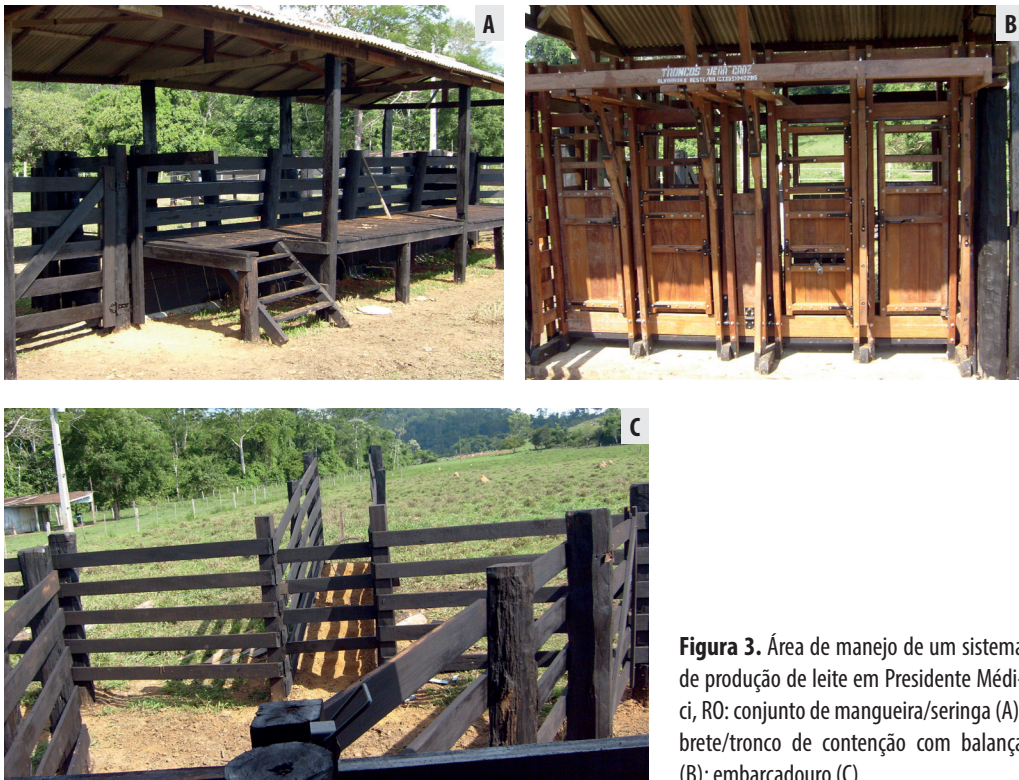 A
B
TRONCOS VERA CRUZ
C
Figura 3. Área de manejo de um sistema
de produção de leite em Presidente Médi-
ci, RO: conjunto de mangueira/seringa (A)
brete/tronco de contenção com balança
(B); embarcadouro (C)